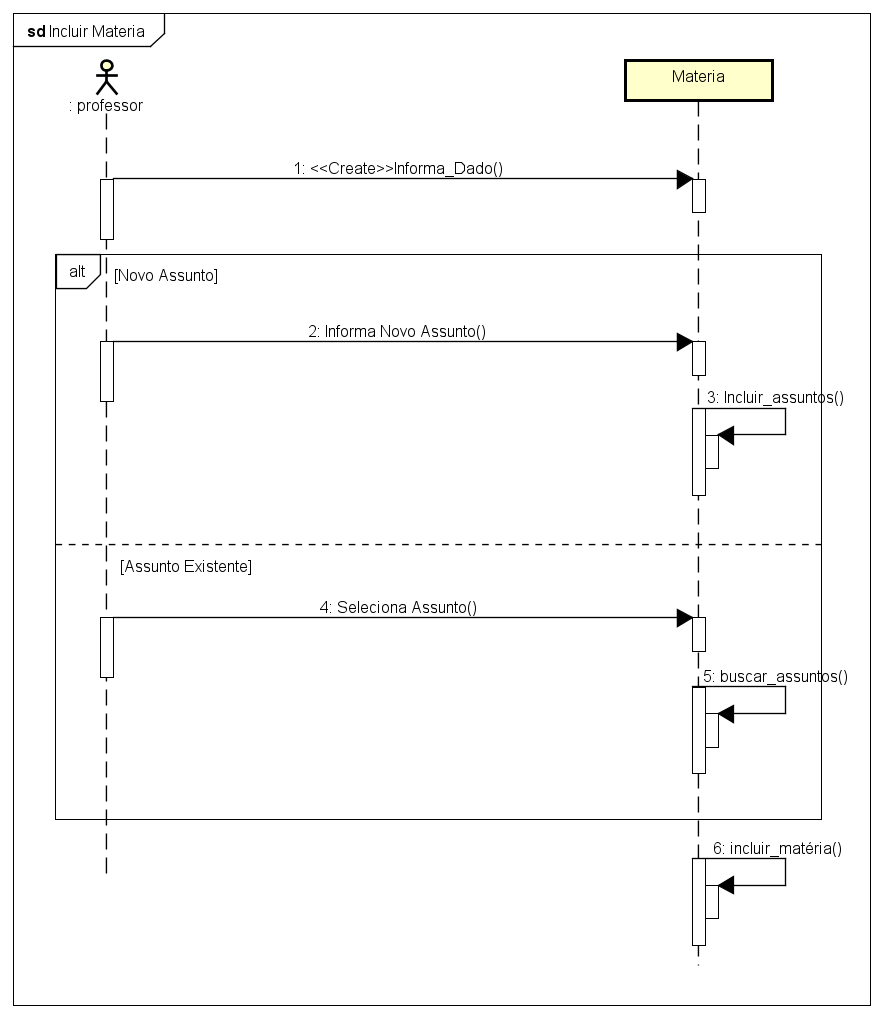 sd Incluir Materia
: professor
Materia
1: <<Create>>Informa_Dado()
alt
[Novo Assunto]
2: Informa Novo Assunto()
3: Incluir_assuntos()
[Assunto Existente]
4: Seleciona Assunto()
5: buscar_assuntos()
6: incluir_matéria()